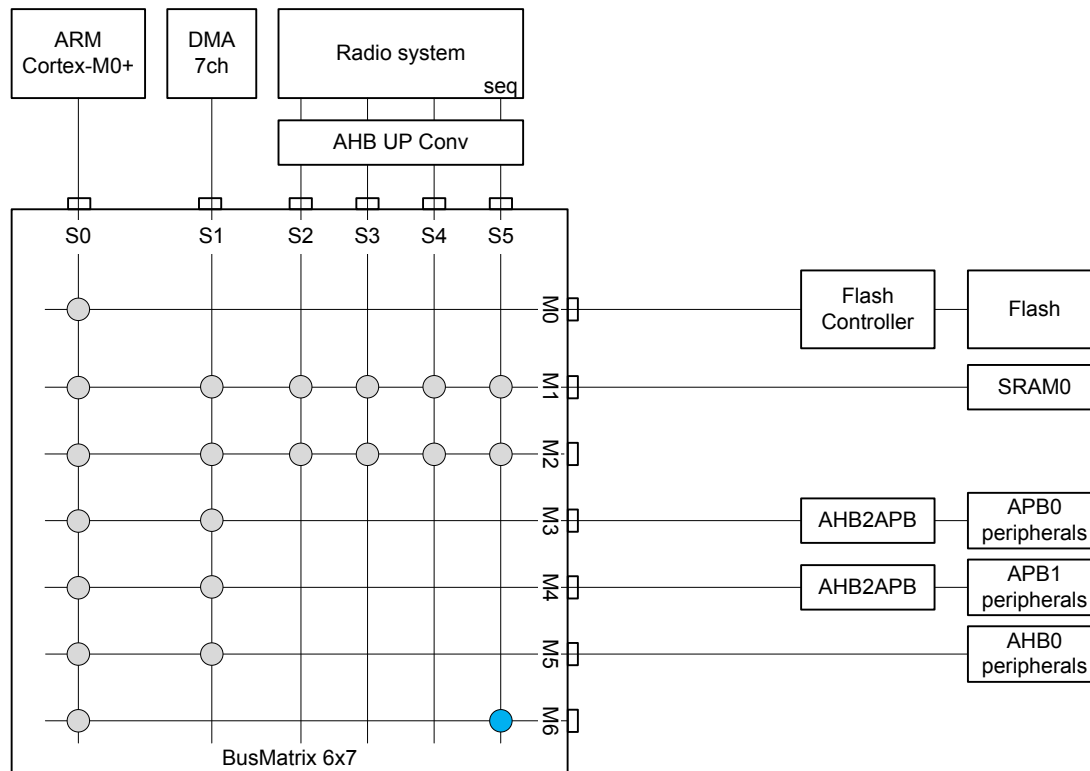 ARM
Cortex-M0+
DMA
7ch
Radio system
seq
AHB UP Conv
S0 S1 S2 S3 S4 S5
M0
Flash
Controller
Flash
M1
SRAM0
M2
M3
AHB2APB
APB0
peripherals
M4
AHB2APB
APB1
peripherals
M5
AHB0
peripherals
M6
BusMatrix 6x7